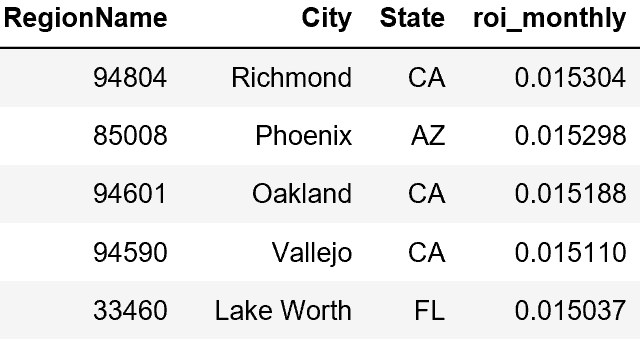 RegionName City State roi_monthly
94804 Richmond CA 0.015304
85008 Phoenix AZ 0.015298
94601 Oakland CA 0.015188
94590 Vallejo CA 0.015110
33460 Lake Worth FL 0.015037